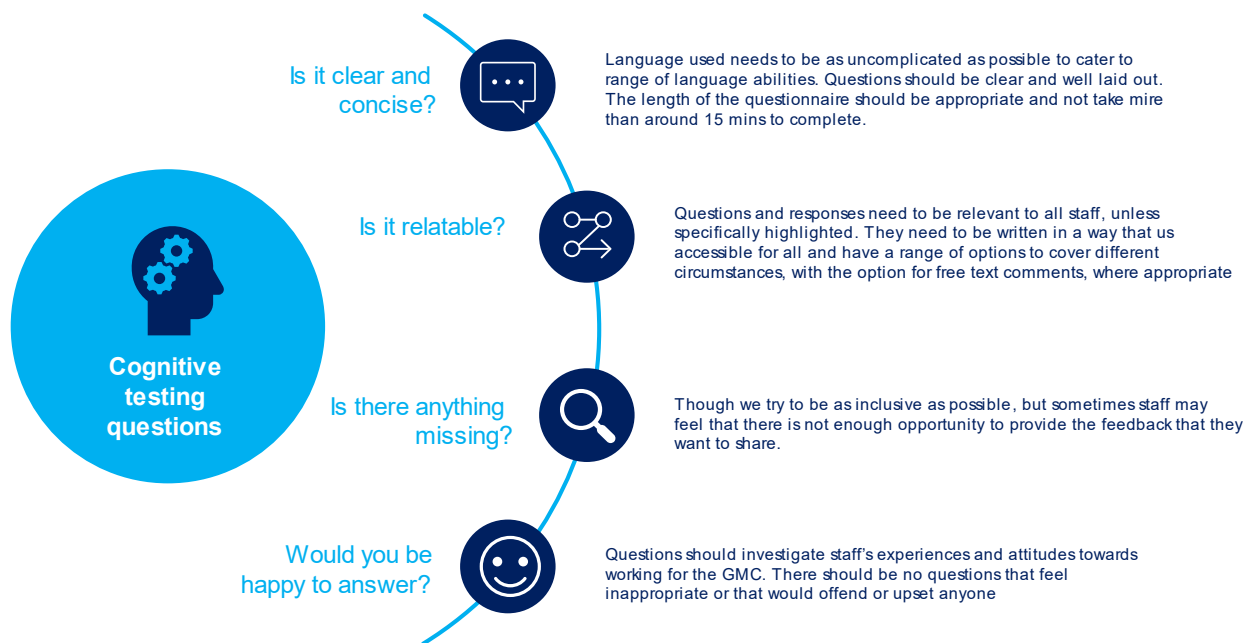 Is it clear and
concise?
Language used needs to be as uncomplicated as possible to cater to
range of language abilities. Questions should be clear and well laid out.
The length of the questionnaire should be appropriate and not take mire
than around 15 mins to complete.
Is it relatable?
Questions and responses need to be relevant to all staff, unless
specifically highlighted. They need to be written in a way that us
accessible for all and have a range of options to cover different
circumstances, with the option for free text comments, where appropriate
Cognitive
testing
questions
Is there anything
missing?
Though we try to be as inclusive as possible, but sometimes staff may
feel that there is not enough opportunity to provide the feedback that they
want to share.
Would you be
happy to answer?
Questions should investigate staff's experiences and attitudes towards
working for the GMC. There should be no questions that feel
inappropriate or that would offend or upset anyone